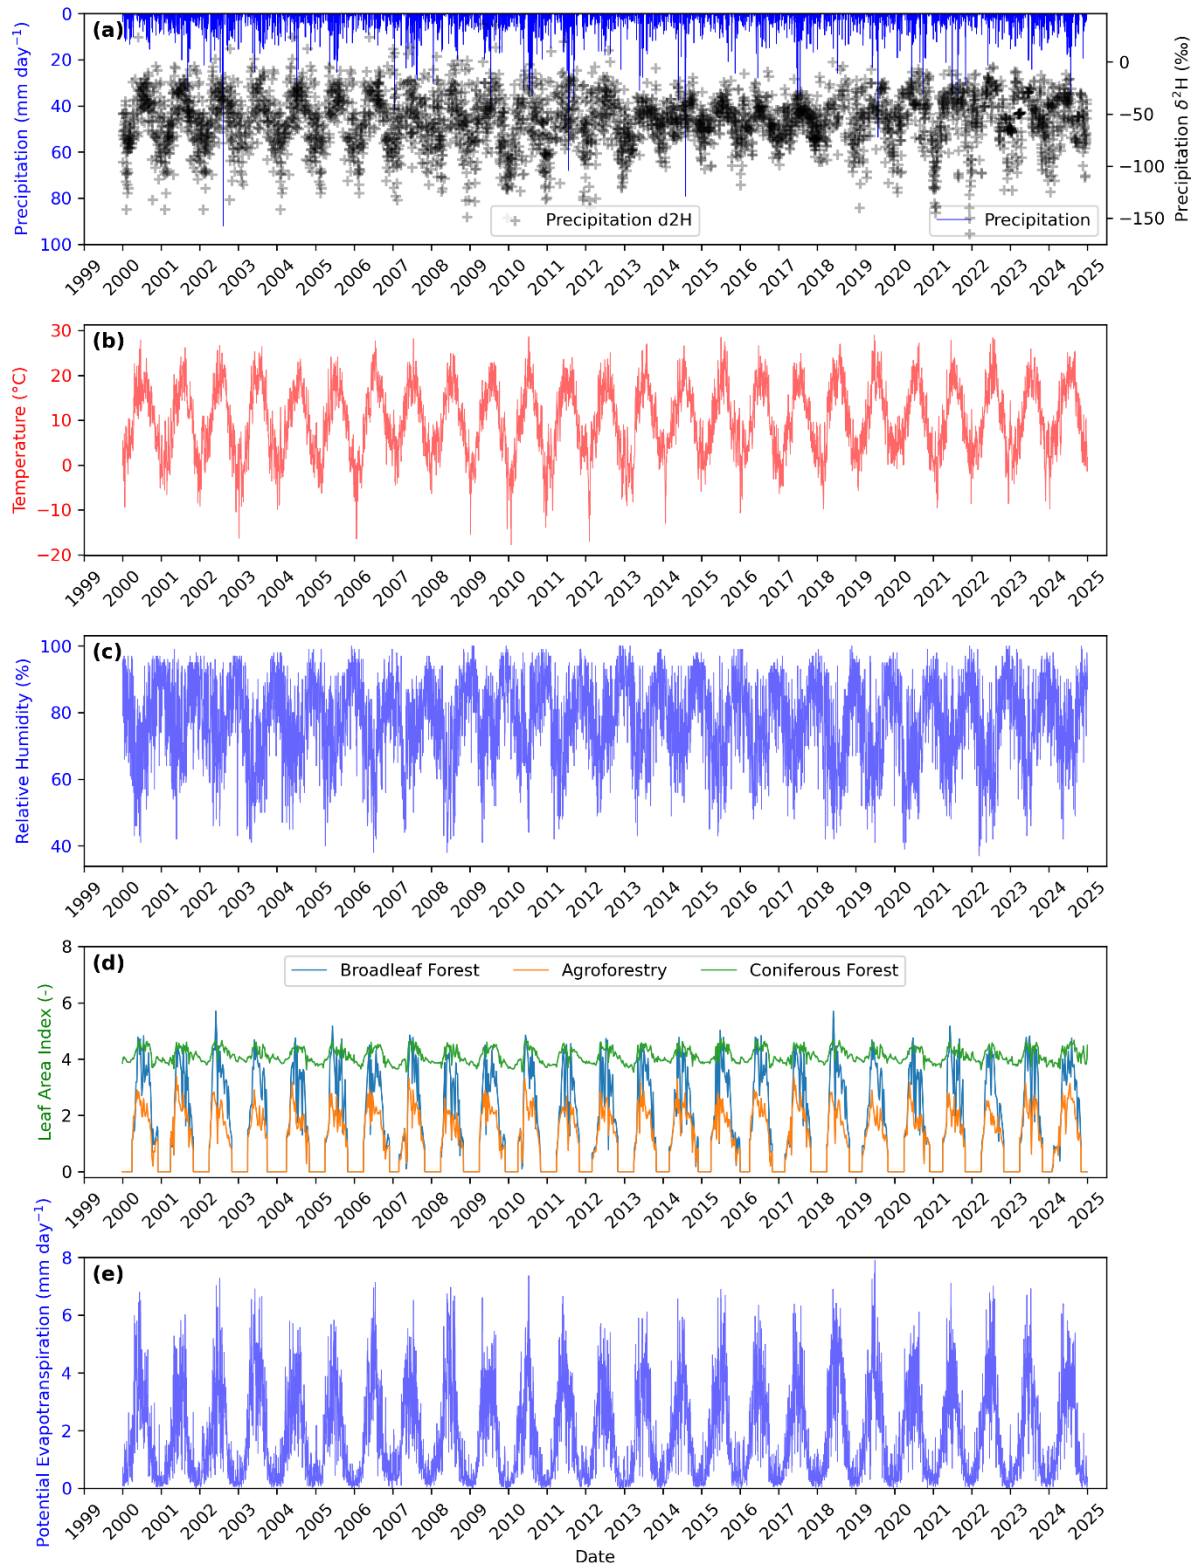 (a)
0
20
40
60
80
100
Precipitation (mm day⁻¹)
0
−50
−100
−150
Precipitation δ²H (‰)
Precipitation d2H
Precipitation
1999 2000 2001 2002 2003 2004 2005 2006 2007 2008 2009 2010 2011 2012 2013 2014 2015 2016 2017 2018 2019 2020 2021 2022 2023 2024 2025
(b)
30
20
10
0
−10
−20
Temperature (°C)
1999 2000 2001 2002 2003 2004 2005 2006 2007 2008 2009 2010 2011 2012 2013 2014 2015 2016 2017 2018 2019 2020 2021 2022 2023 2024 2025
(c)
100
80
60
40
Relative Humidity (%)
1999 2000 2001 2002 2003 2004 2005 2006 2007 2008 2009 2010 2011 2012 2013 2014 2015 2016 2017 2018 2019 2020 2021 2022 2023 2024 2025
(d)
8
6
4
2
0
Leaf Area Index (-)
Broadleaf Forest Agroforestry Coniferous Forest
1999 2000 2001 2002 2003 2004 2005 2006 2007 2008 2009 2010 2011 2012 2013 2014 2015 2016 2017 2018 2019 2020 2021 2022 2023 2024 2025
(e)
8
6
4
2
0
Potential Evapotranspiration (mm day⁻¹)
1999 2000 2001 2002 2003 2004 2005 2006 2007 2008 2009 2010 2011 2012 2013 2014 2015 2016 2017 2018 2019 2020 2021 2022 2023 2024 2025
Date